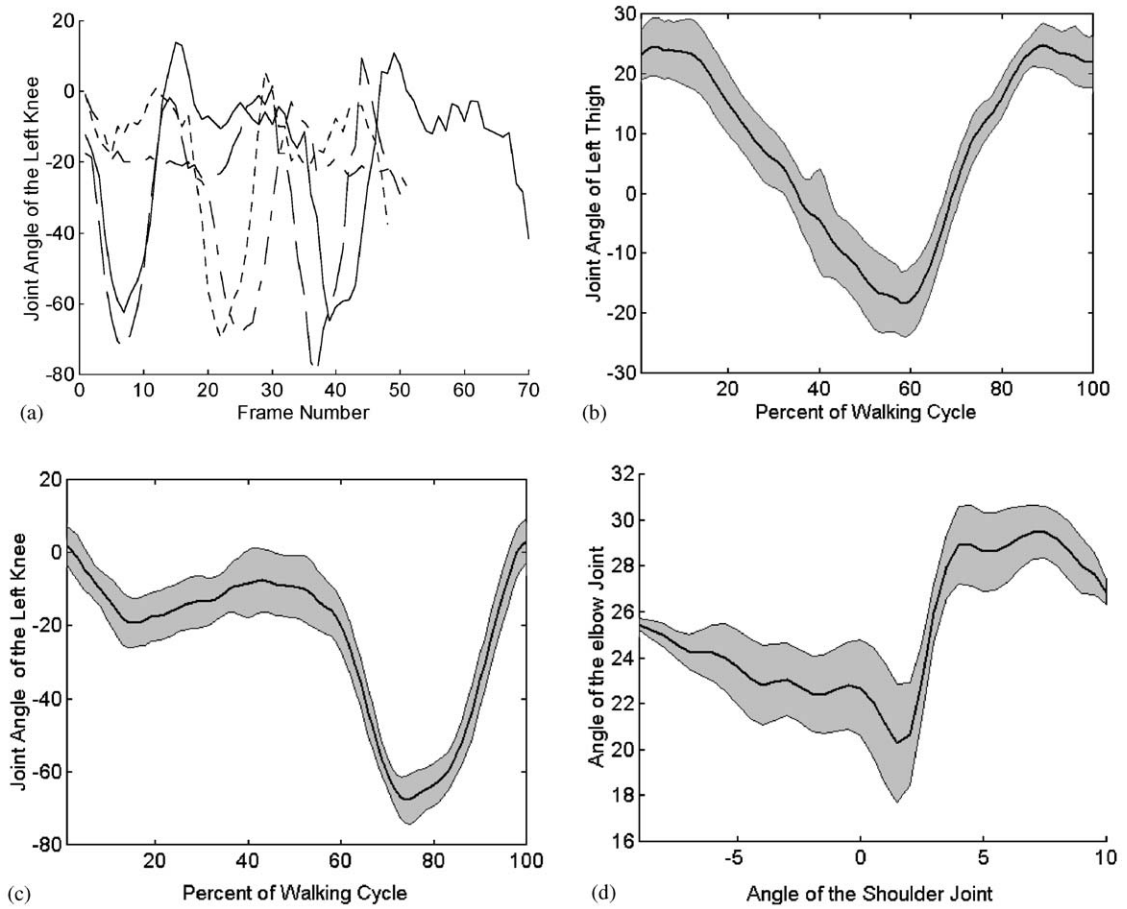 20
0
-20
-40
-60
-80
0 10 20 30 40 50 60 70
Joint Angle of the Left Knee
Frame Number
(a)
30
20
10
0
-10
-20
-30
20 40 60 80 100
Joint Angle of Left Thigh
Percent of Walking Cycle
(b)
20
0
-20
-40
-60
-80
20 40 60 80 100
Joint Angle of the Left Knee
Percent of Walking Cycle
(c)
32
30
28
26
24
22
20
18
16
-5 0 5 10
Angle of the elbow Joint
Angle of the Shoulder Joint
(d)